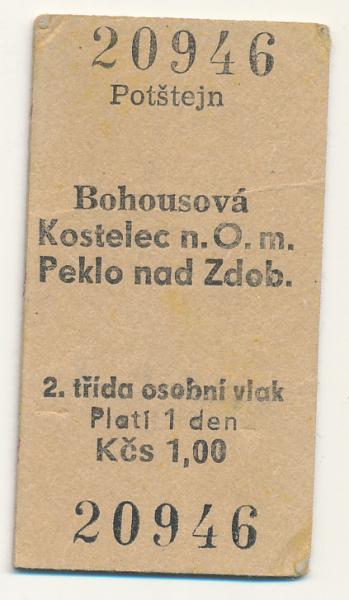 20946
Potštejn
Bohousová
Kostelec n. O. m.
Peklo nad Zdob.
2. třída osobní vlak
Platí 1 den
Kčs 1,00
20946